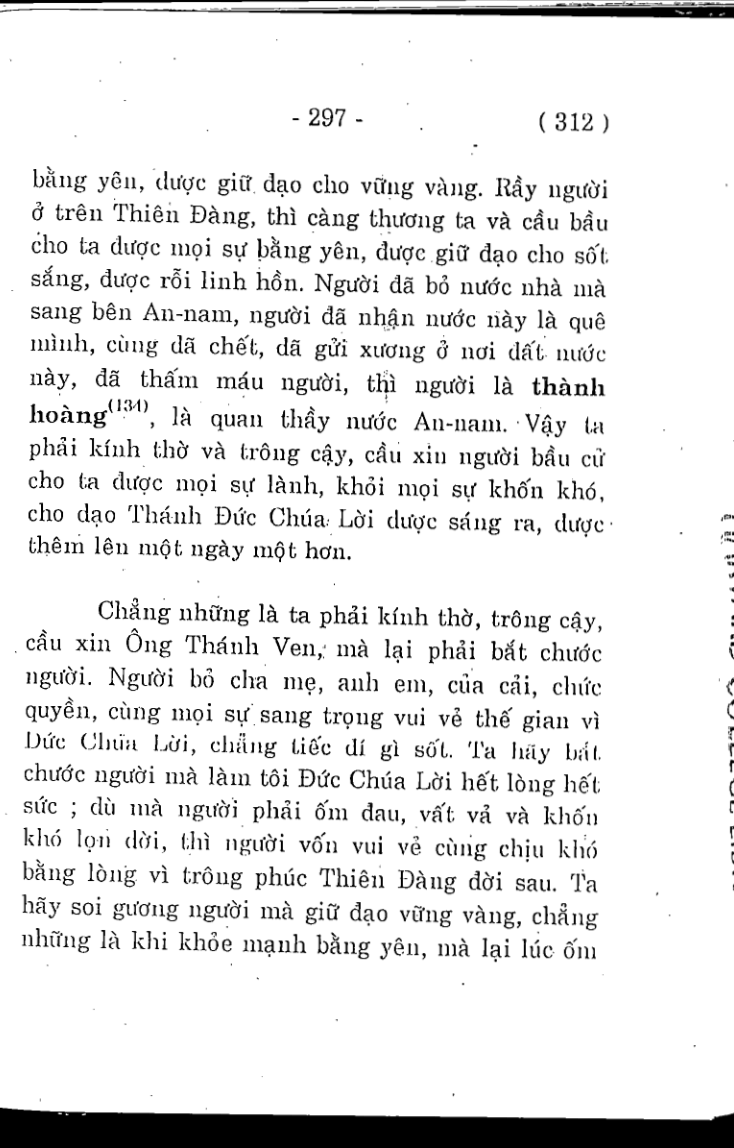 - 297 -
( 312 )
bằng yên, được giữ đạo cho vững vàng. Rầy người
ở trên Thiên Đàng, thì càng thương ta và cầu bầu
cho ta được mọi sự bằng yên, được giữ đạo cho sốt
sắng, được rỗi linh hồn. Người đã bỏ nước nhà mà
sang bên An-nam, người đã nhận nước này là quê
mình, cùng đã chết, đã gửi xương ở nơi đất nước
này, đã thấm máu người, thì người là thành
hoàng(134), là quan thầy nước An-nam. Vậy ta
phải kính thờ và trông cậy, cầu xin người bầu cử
cho ta được mọi sự lành, khỏi mọi sự khốn khó,
cho đạo Thánh Đức Chúa Lời được sáng ra, được
thêm lên một ngày một hơn.
Chẳng những là ta phải kính thờ, trông cậy,
cầu xin Ông Thánh Ven, mà lại phải bắt chước
người. Người bỏ cha mẹ, anh em, của cải, chức
quyền, cùng mọi sự sang trọng vui vẻ thế gian vì
Đức Chúa Lời, chẳng tiếc dí gì sốt. Ta hãy bắt
chước người mà làm tôi Đức Chúa Lời hết lòng hết
sức ; dù mà người phải ốm đau, vất vả và khốn
khó lọn đời, thì người vốn vui vẻ cùng chịu khó
bằng lòng vì trông phúc Thiên Đàng đời sau. Ta
hãy soi gương người mà giữ đạo vững vàng, chẳng
những là khi khỏe mạnh bằng yên, mà lại lúc ốm